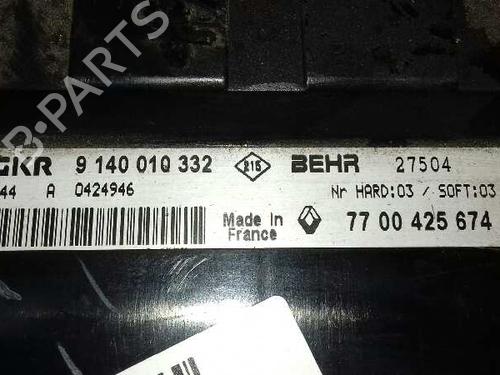 B-PARTS
GKR 9 140 010 332 215 BEHR 27504
44 A 0424946 Nr HARD:03 / SOFT:03
Made in France 77 00 425 674